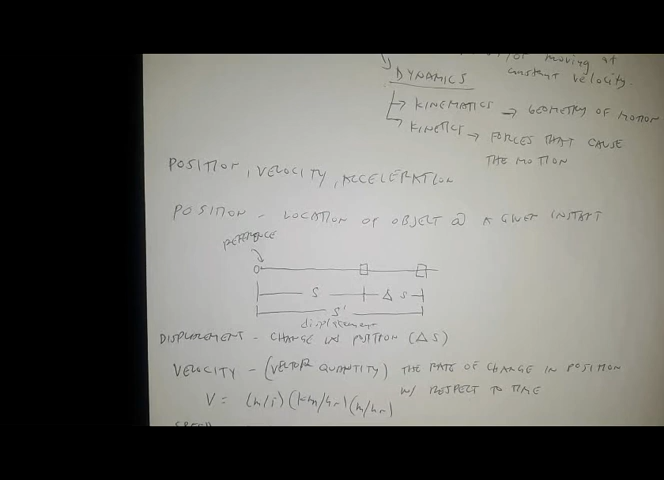 moving at
constant velocity.
DYNAMICS
→ KINEMATICS → GEOMETRY OF MOTION
→ KINETICS → FORCES THAT CAUSE
THE MOTION
POSITION, VELOCITY, ACCELERATION
POSITION - LOCATION OF OBJECT @ A GIVEN INSTANT
REFERENCE
O
S Δ S
S'
displacement
DISPLACEMENT - CHANGE IN POSITION (Δ S)
VELOCITY - (VECTOR QUANTITY) THE RATE OF CHANGE IN POSITION
W/ RESPECT TO TIME
V = (km/hr)